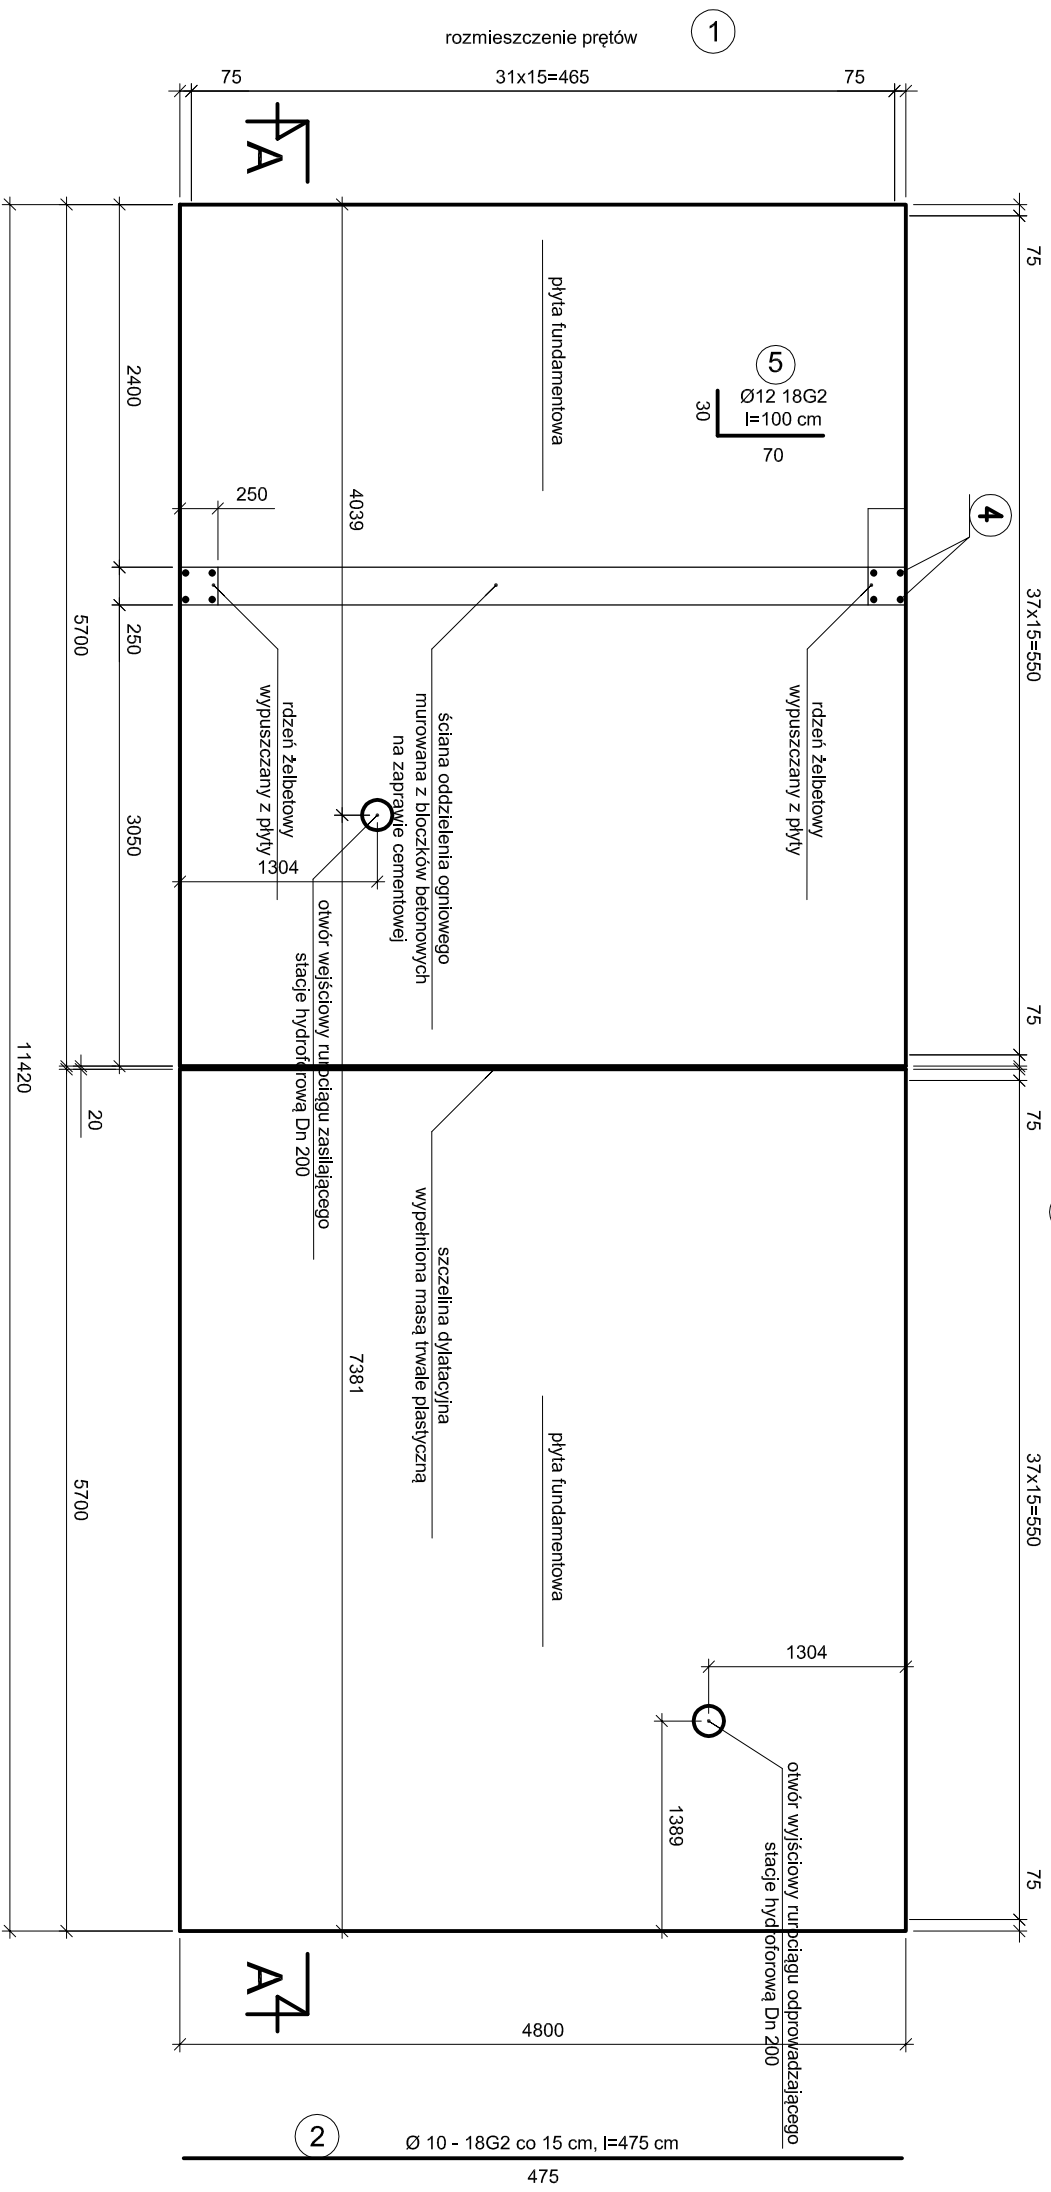 rozmieszczenie prętów
1
75
31x15=465
75
A
75
37x15=550
75
75
37x15=550
75
płyta fundamentowa
5
Ø12 18G2
l=100 cm
30
70
4
2400
250
4039
250
5700
3050
rdzeń żelbetowy
wypuszczany z płyty
ściana oddzielenia ogniowego
murowana z bloczków betonowych
na zaprawie cementowej
rdzeń żelbetowy
wypuszczany z płyty
1304
otwór wejściowy rurociągu zasilającego
stacje hydroforową Dn 200
11420
20
szczelina dylatacyjna
wypełniona masą trwale plastyczną
7381
5700
płyta fundamentowa
1304
1389
otwór wyjściowy rurociągu odprowadzającego
stacje hydroforową Dn 200
A
4800
2
Ø 10 - 18G2 co 15 cm, l=475 cm
475